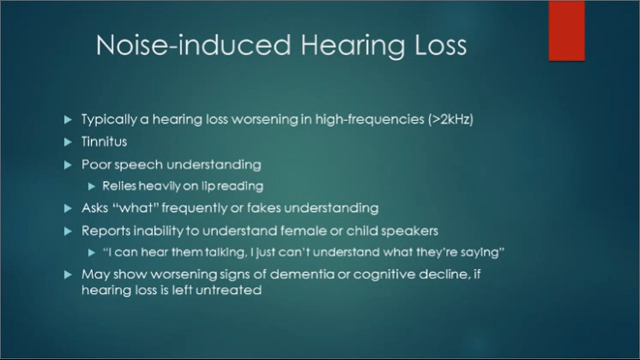 Noise-induced Hearing Loss
Typically a hearing loss worsening in high-frequencies (>2kHz)
Tinnitus
Poor speech understanding
Relies heavily on lip reading
Asks “what” frequently or fakes understanding
Reports inability to understand female or child speakers
“I can hear them talking, I just can’t understand what they’re saying”
May show worsening signs of dementia or cognitive decline, if
hearing loss is left untreated